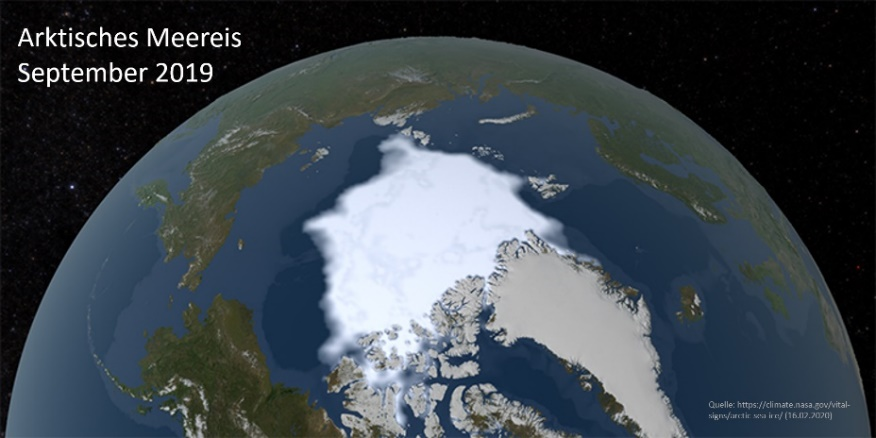 Arktisches Meereis
September 2019
Quelle: https://climate.nasa.gov/vital-
signs/arctic-sea-ice/ (16.02.2020)